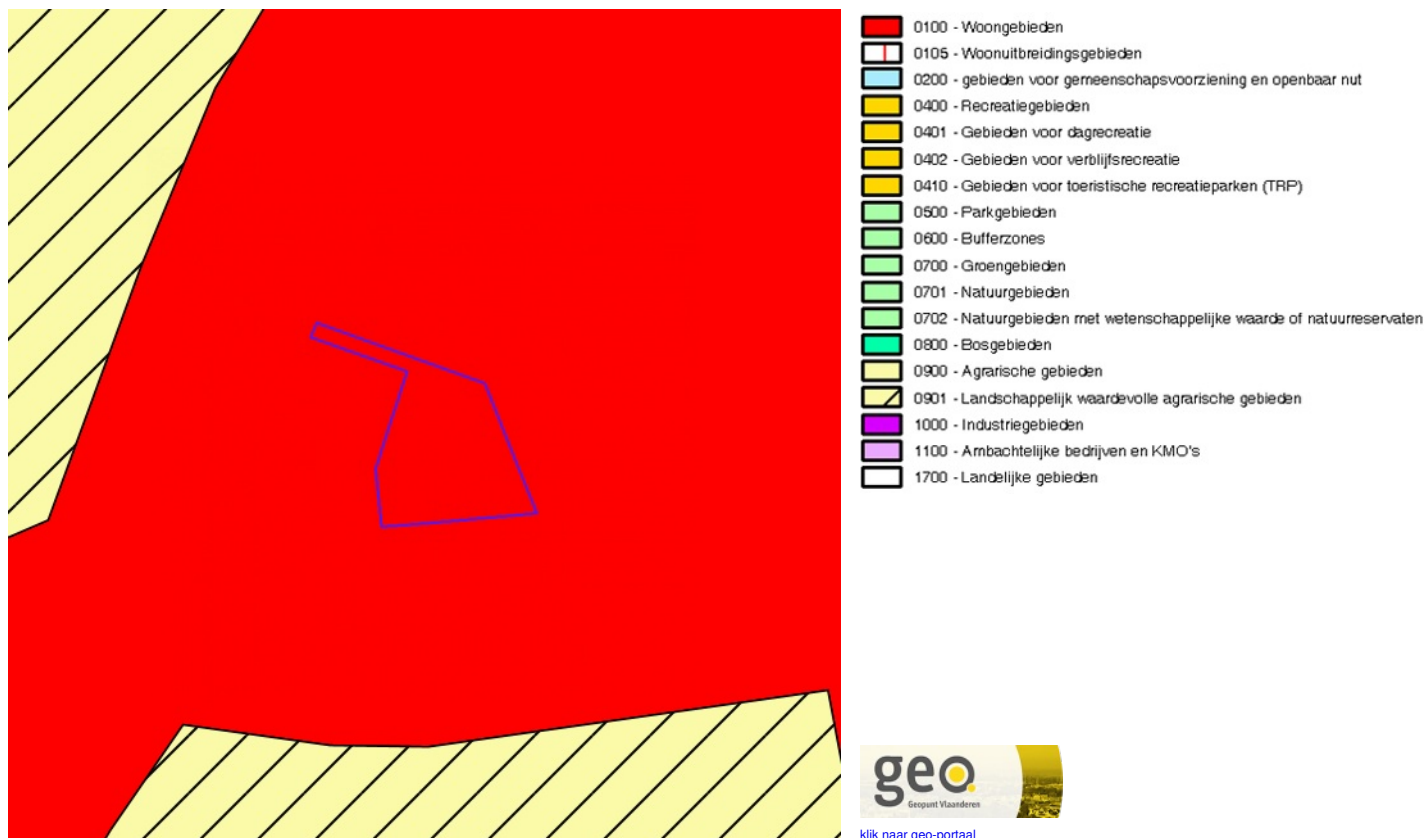 0100 - Woongebieden
0105 - Woonuitbreidingsgebieden
0200 - gebieden voor gemeenschapsvoorziening en openbaar nut
0400 - Recreatiegebieden
0401 - Gebieden voor dagrecreatie
0402 - Gebieden voor verblijfsrecreatie
0410 - Gebieden voor toeristische recreatieparken (TRP)
0500 - Parkgebieden
0600 - Bufferzones
0700 - Groengebieden
0701 - Natuurgebieden
0702 - Natuurgebieden met wetenschappelijke waarde of natuurreservaten
0800 - Bosgebieden
0900 - Agrarische gebieden
0901 - Landschappelijk waardevolle agrarische gebieden
1000 - Industriegebieden
1100 - Ambachtelijke bedrijven en KMO's
1700 - Landelijke gebieden
geo.
Geopunt Vlaanderen
klik naar geo-portaal